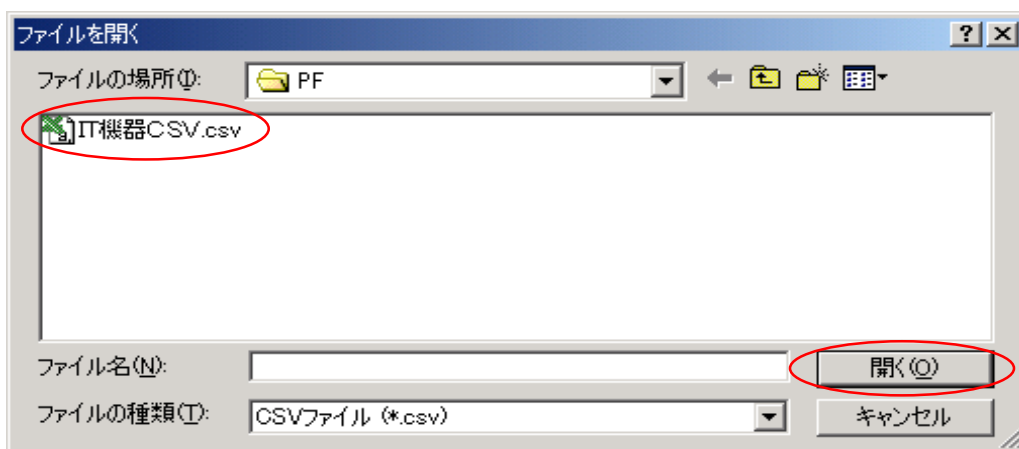 ファイルを開く
ファイルの場所(I): PF
IT機器CSV.csv
ファイル名(N): 開く(O)
ファイルの種類(T): CSVファイル (*.csv) キャンセル